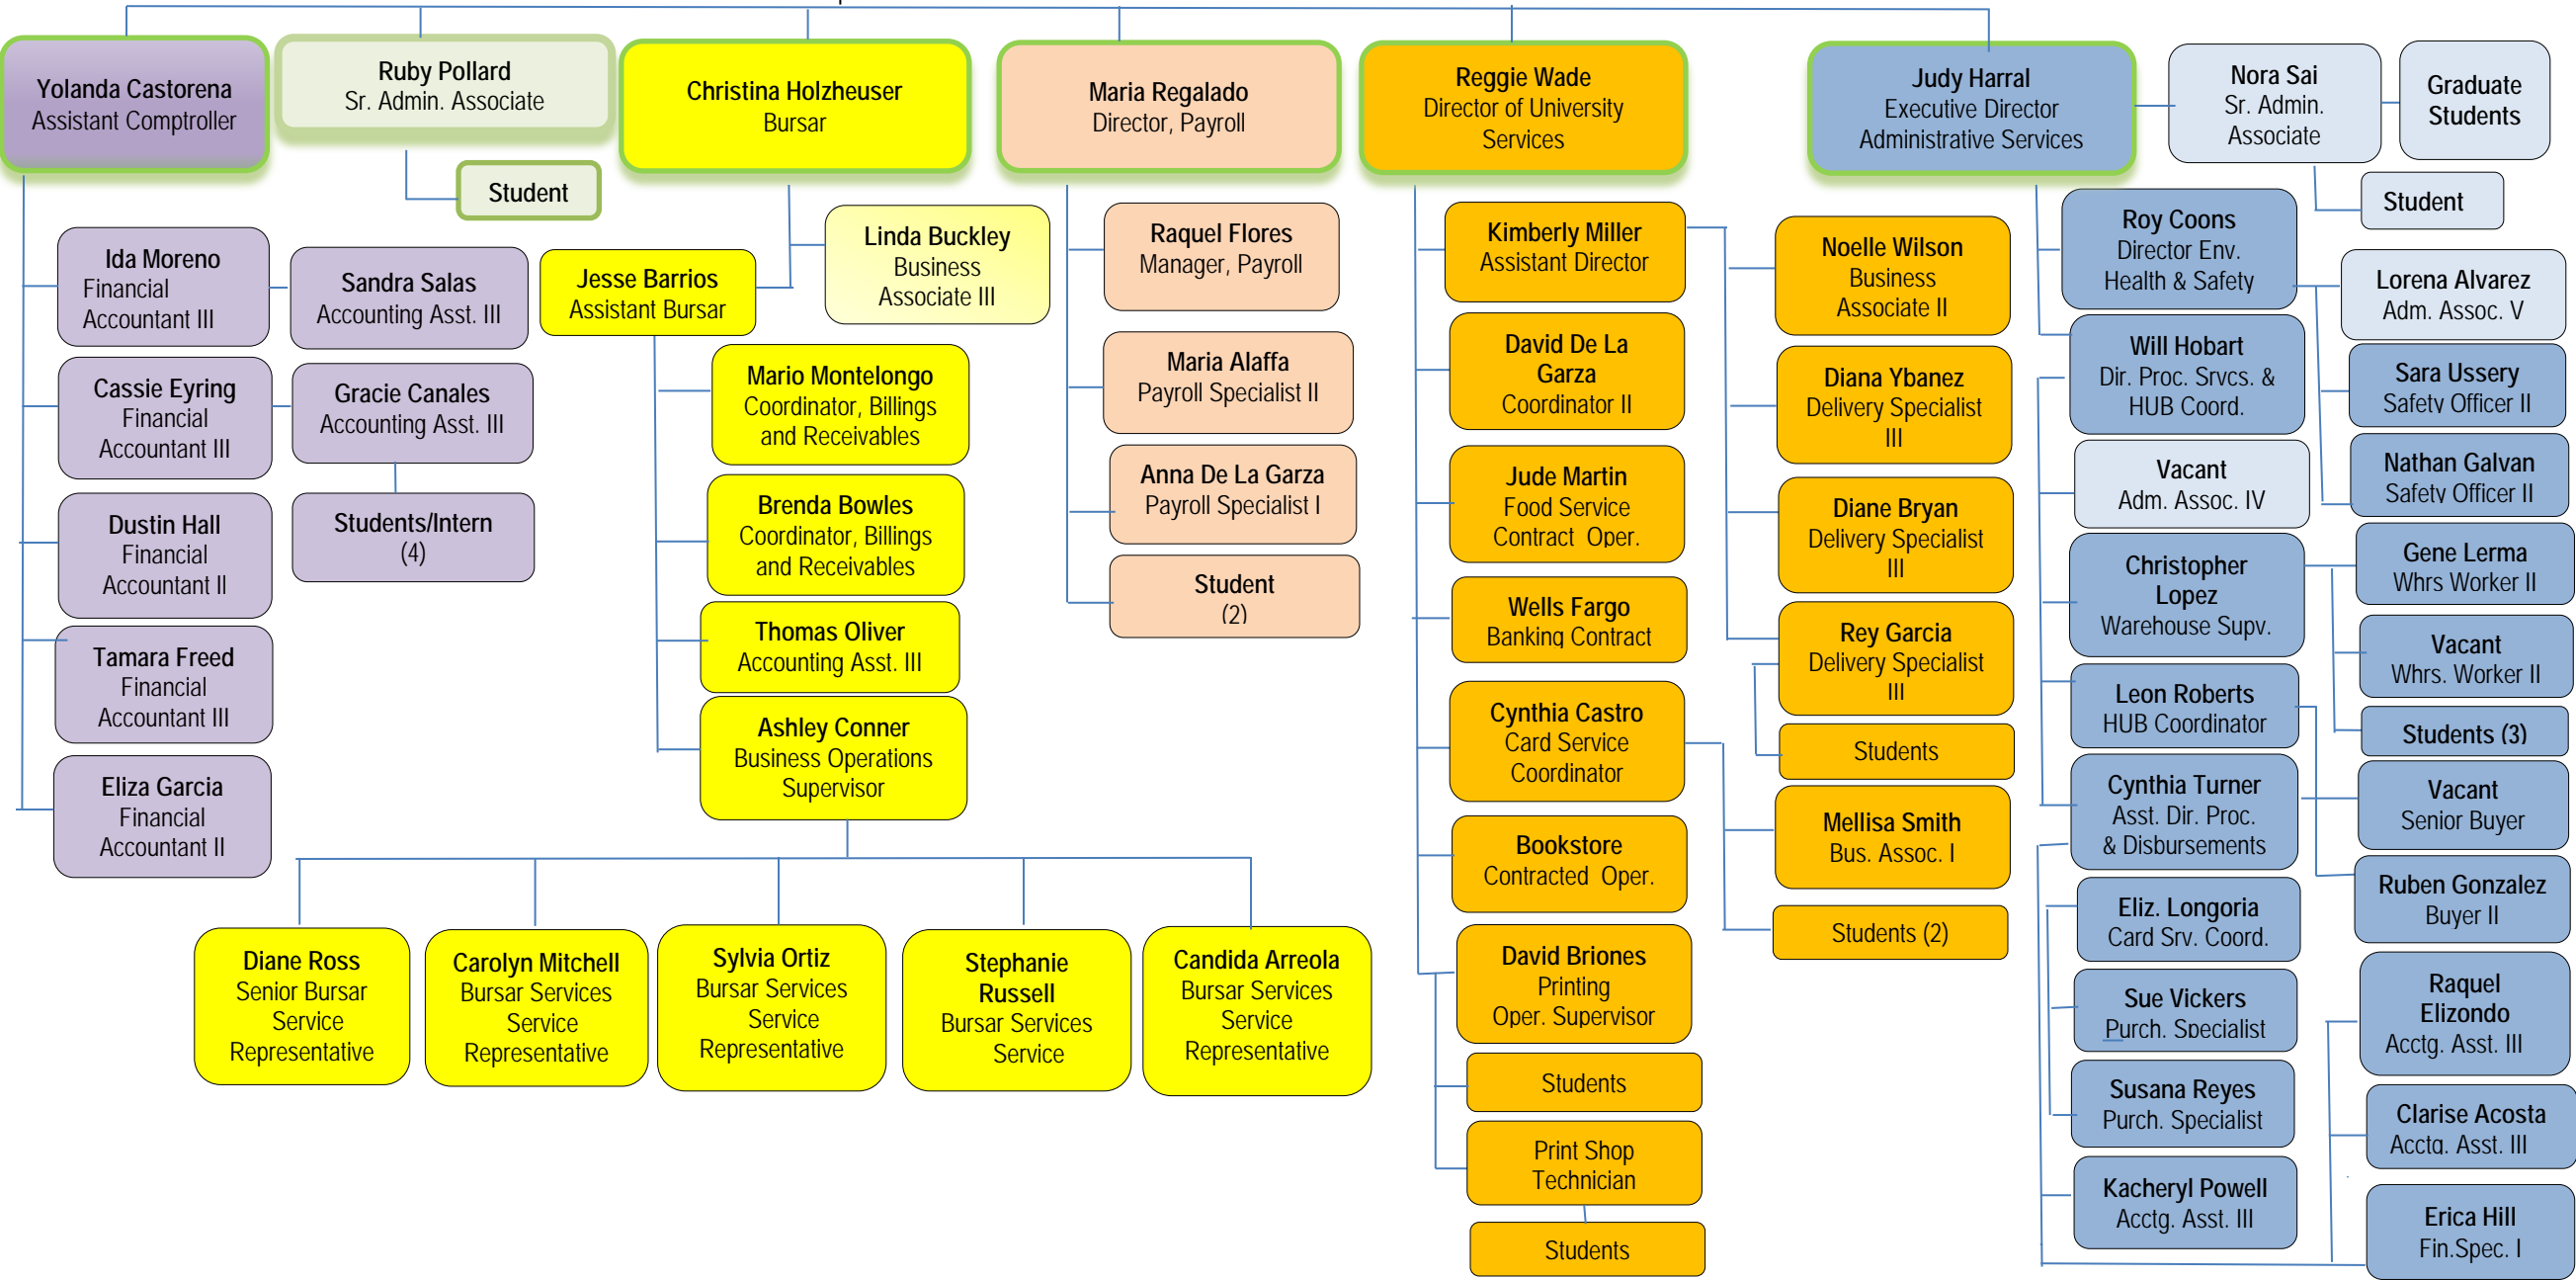 Yolanda Castorena
Assistant Comptroller
Ruby Pollard
Sr. Admin. Associate
Student
Christina Holzheuser
Bursar
Maria Regalado
Director, Payroll
Reggie Wade
Director of University
Services
Judy Harral
Executive Director
Administrative Services
Nora Sai
Sr. Admin.
Associate
Graduate
Students
Student
Ida Moreno
Financial
Accountant III
Sandra Salas
Accounting Asst. III
Cassie Eyring
Financial
Accountant III
Gracie Canales
Accounting Asst. III
Students/Intern
(4)
Dustin Hall
Financial
Accountant II
Tamara Freed
Financial
Accountant III
Eliza Garcia
Financial
Accountant II
Jesse Barrios
Assistant Bursar
Linda Buckley
Business
Associate III
Mario Montelongo
Coordinator, Billings
and Receivables
Brenda Bowles
Coordinator, Billings
and Receivables
Thomas Oliver
Accounting Asst. III
Ashley Conner
Business Operations
Supervisor
Diane Ross
Senior Bursar
Service
Representative
Carolyn Mitchell
Bursar Services
Service
Representative
Sylvia Ortiz
Bursar Services
Service
Representative
Stephanie
Russell
Bursar Services
Service
Candida Arreola
Bursar Services
Service
Representative
Raquel Flores
Manager, Payroll
Maria Alaffa
Payroll Specialist II
Anna De La Garza
Payroll Specialist I
Student
(2)
Kimberly Miller
Assistant Director
David De La
Garza
Coordinator II
Jude Martin
Food Service
Contract Oper.
Wells Fargo
Banking Contract
Cynthia Castro
Card Service
Coordinator
Bookstore
Contracted Oper.
David Briones
Printing
Oper. Supervisor
Students
Print Shop
Technician
Students
Noelle Wilson
Business
Associate II
Diana Ybanez
Delivery Specialist
III
Diane Bryan
Delivery Specialist
III
Rey Garcia
Delivery Specialist
III
Students
Mellisa Smith
Bus. Assoc. I
Students (2)
Roy Coons
Director Env.
Health & Safety
Will Hobart
Dir. Proc. Srvcs. &
HUB Coord.
Vacant
Adm. Assoc. IV
Christopher
Lopez
Warehouse Supv.
Leon Roberts
HUB Coordinator
Cynthia Turner
Asst. Dir. Proc.
& Disbursements
Eliz. Longoria
Card Srv. Coord.
Sue Vickers
Purch. Specialist
Susana Reyes
Purch. Specialist
Kacheryl Powell
Acctg. Asst. III
Lorena Alvarez
Adm. Assoc. V
Sara Ussery
Safety Officer II
Nathan Galvan
Safety Officer II
Gene Lerma
Whrs Worker II
Vacant
Whrs. Worker II
Students (3)
Vacant
Senior Buyer
Ruben Gonzalez
Buyer II
Raquel
Elizondo
Acctg. Asst. III
Clarise Acosta
Acctg. Asst. III
Erica Hill
Fin.Spec. I